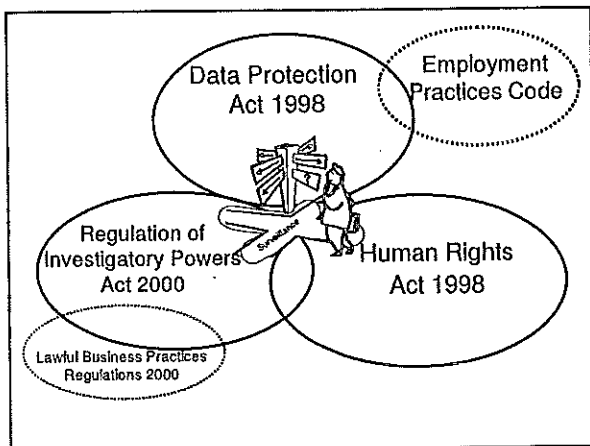 Data Protection
Act 1998
Employment
Practices Code
Surveillance
Regulation of
Investigatory Powers
Act 2000
Human Rights
Act 1998
Lawful Business Practices
Regulations 2000